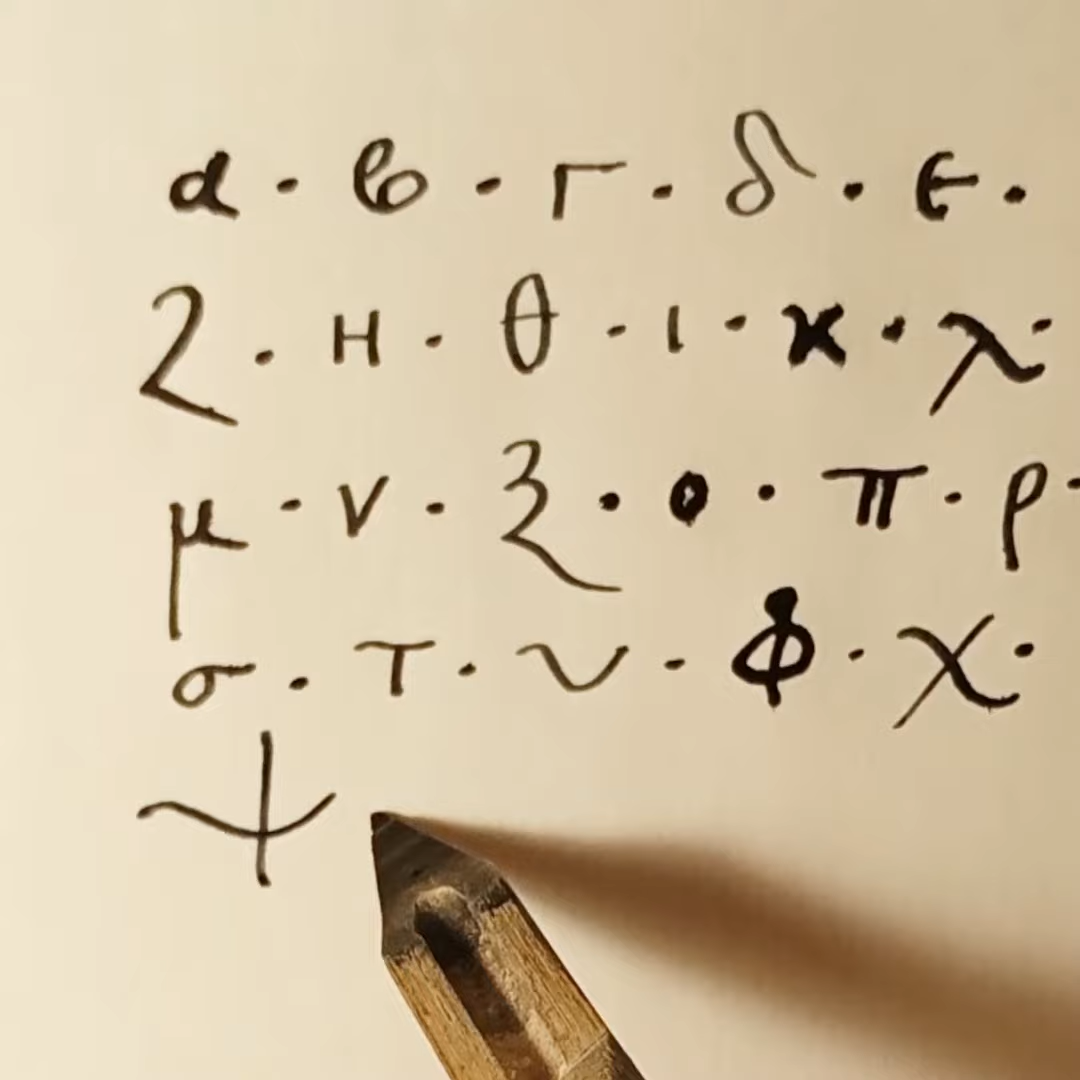 α · β · γ · δ · ε ·
ζ · η · θ · ι · κ · λ ·
μ · ν · ξ · ο · π · ρ ·
σ · τ · υ · φ · χ ·
ψ